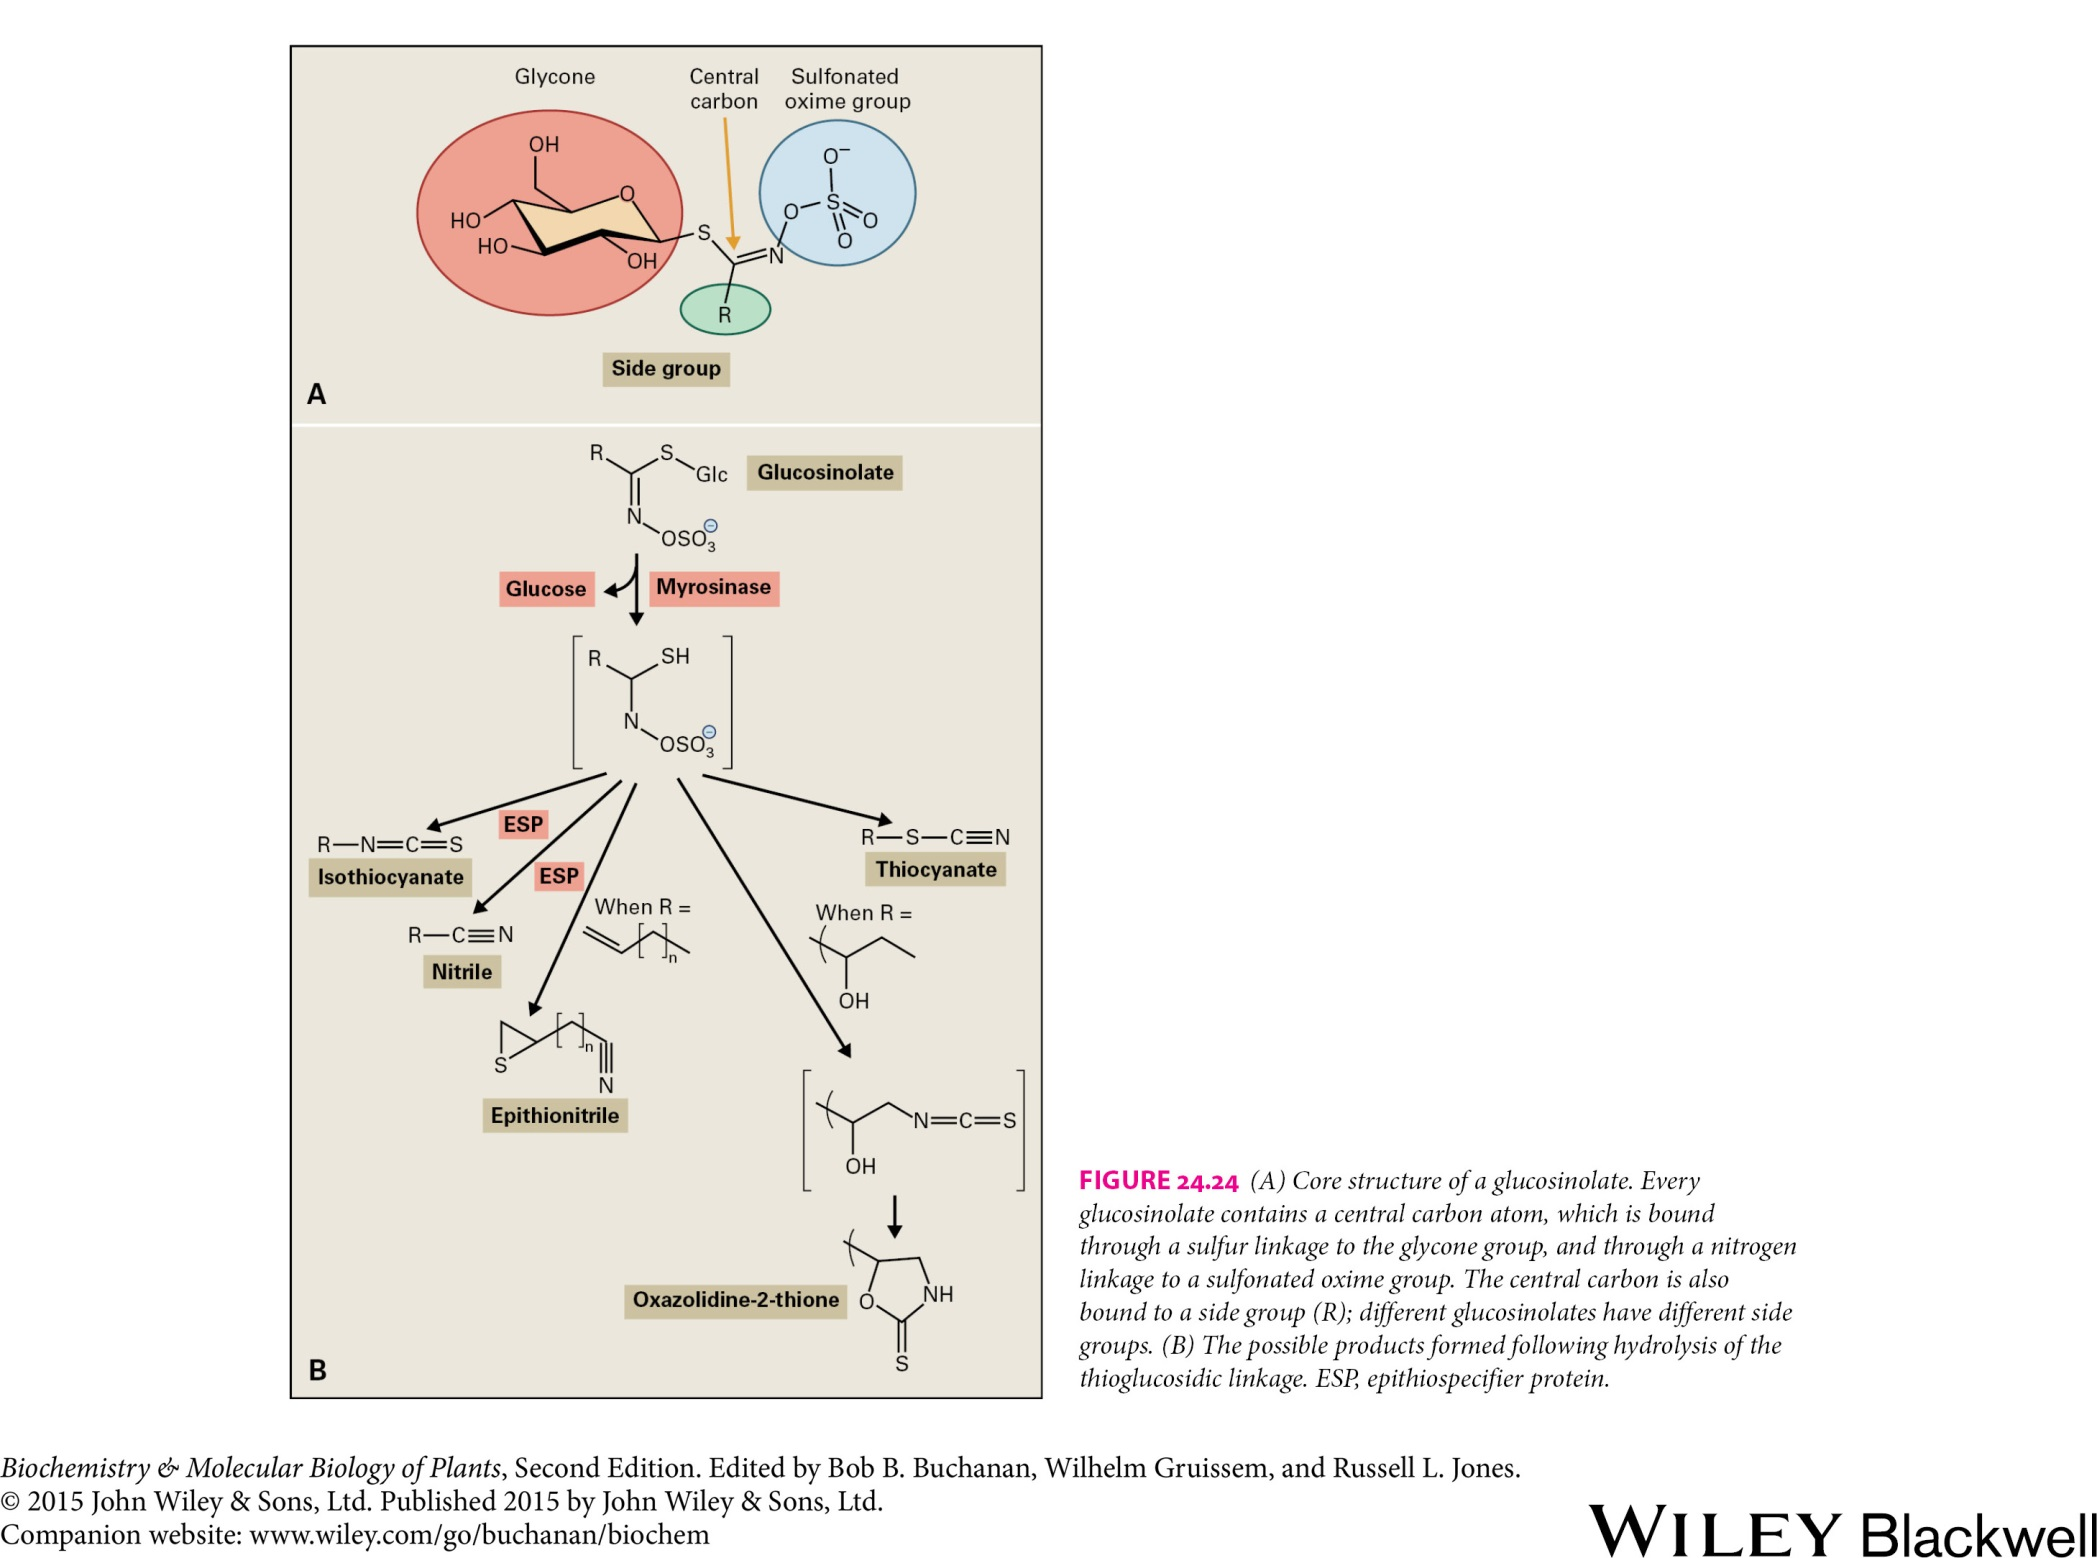 Glycone
Central
carbon
Sulfonated
oxime group
OH
O⁻
O
S
O
O
O
HO
HO
OH
S
N
R
Side group
A
R
S
Glc
Glucosinolate
N
OSO₃⊖
Glucose
Myrosinase
R
SH
N
OSO₃⊖
ESP
R—N=C=S
Isothiocyanate
R—S—C≡N
Thiocyanate
ESP
R—C≡N
Nitrile
When R =
n
When R =
OH
S
n
N
Epithionitrile
N=C=S
OH
Oxazolidine-2-thione
O
NH
S
B
FIGURE 24.24 (A) Core structure of a glucosinolate. Every
glucosinolate contains a central carbon atom, which is bound
through a sulfur linkage to the glycone group, and through a nitrogen
linkage to a sulfonated oxime group. The central carbon is also
bound to a side group (R); different glucosinolates have different side
groups. (B) The possible products formed following hydrolysis of the
thioglucosidic linkage. ESP, epithiospecifier protein.
Biochemistry & Molecular Biology of Plants, Second Edition. Edited by Bob B. Buchanan, Wilhelm Gruissem, and Russell L. Jones.
© 2015 John Wiley & Sons, Ltd. Published 2015 by John Wiley & Sons, Ltd.
Companion website: www.wiley.com/go/buchanan/biochem
WILEY Blackwell